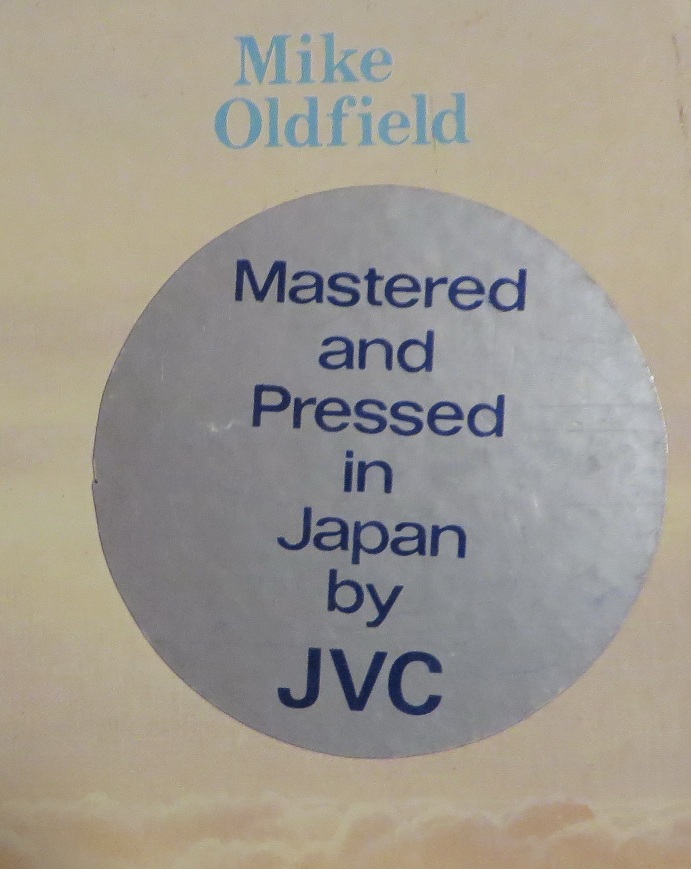 Mike
Oldfield
Mastered
and
Pressed
in
Japan
by
JVC